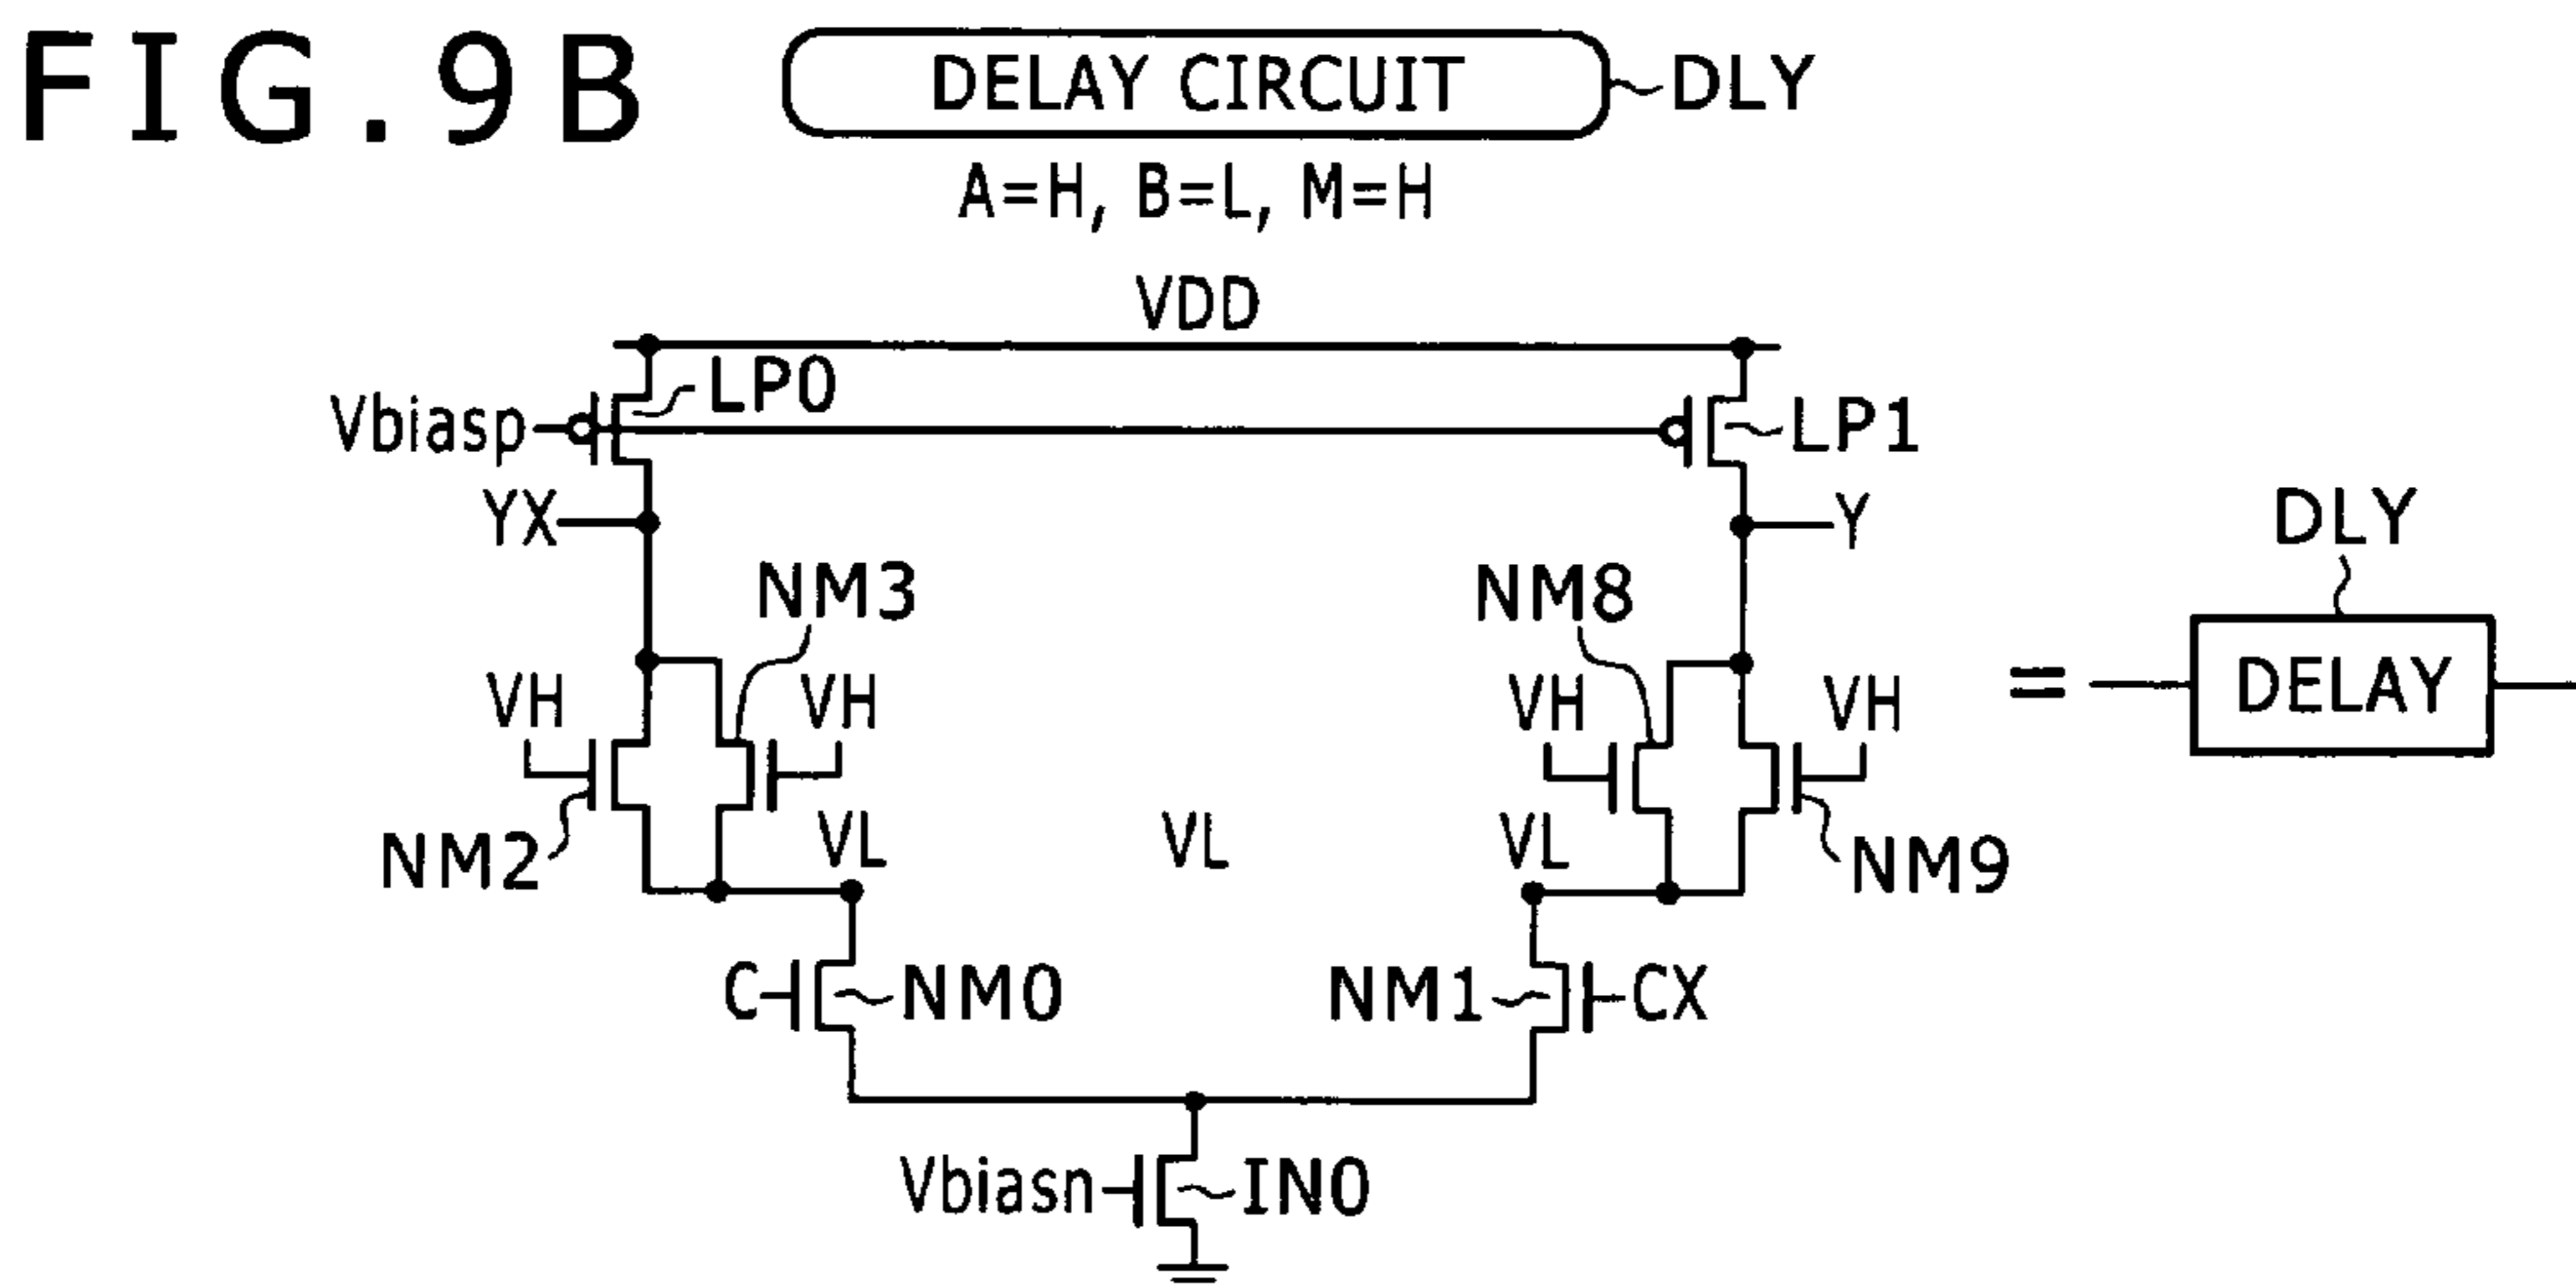 FIG.9B
DELAY CIRCUIT
DLY
A=H, B=L, M=H
VDD
LP0
Vbiasp
LP1
YX
Y
DLY
NM3
NM8
VH
VH
VH
VH
=
DELAY
NM2
VL
VL
VL
NM9
C
NM0
NM1
CX
Vbiasn
IN0